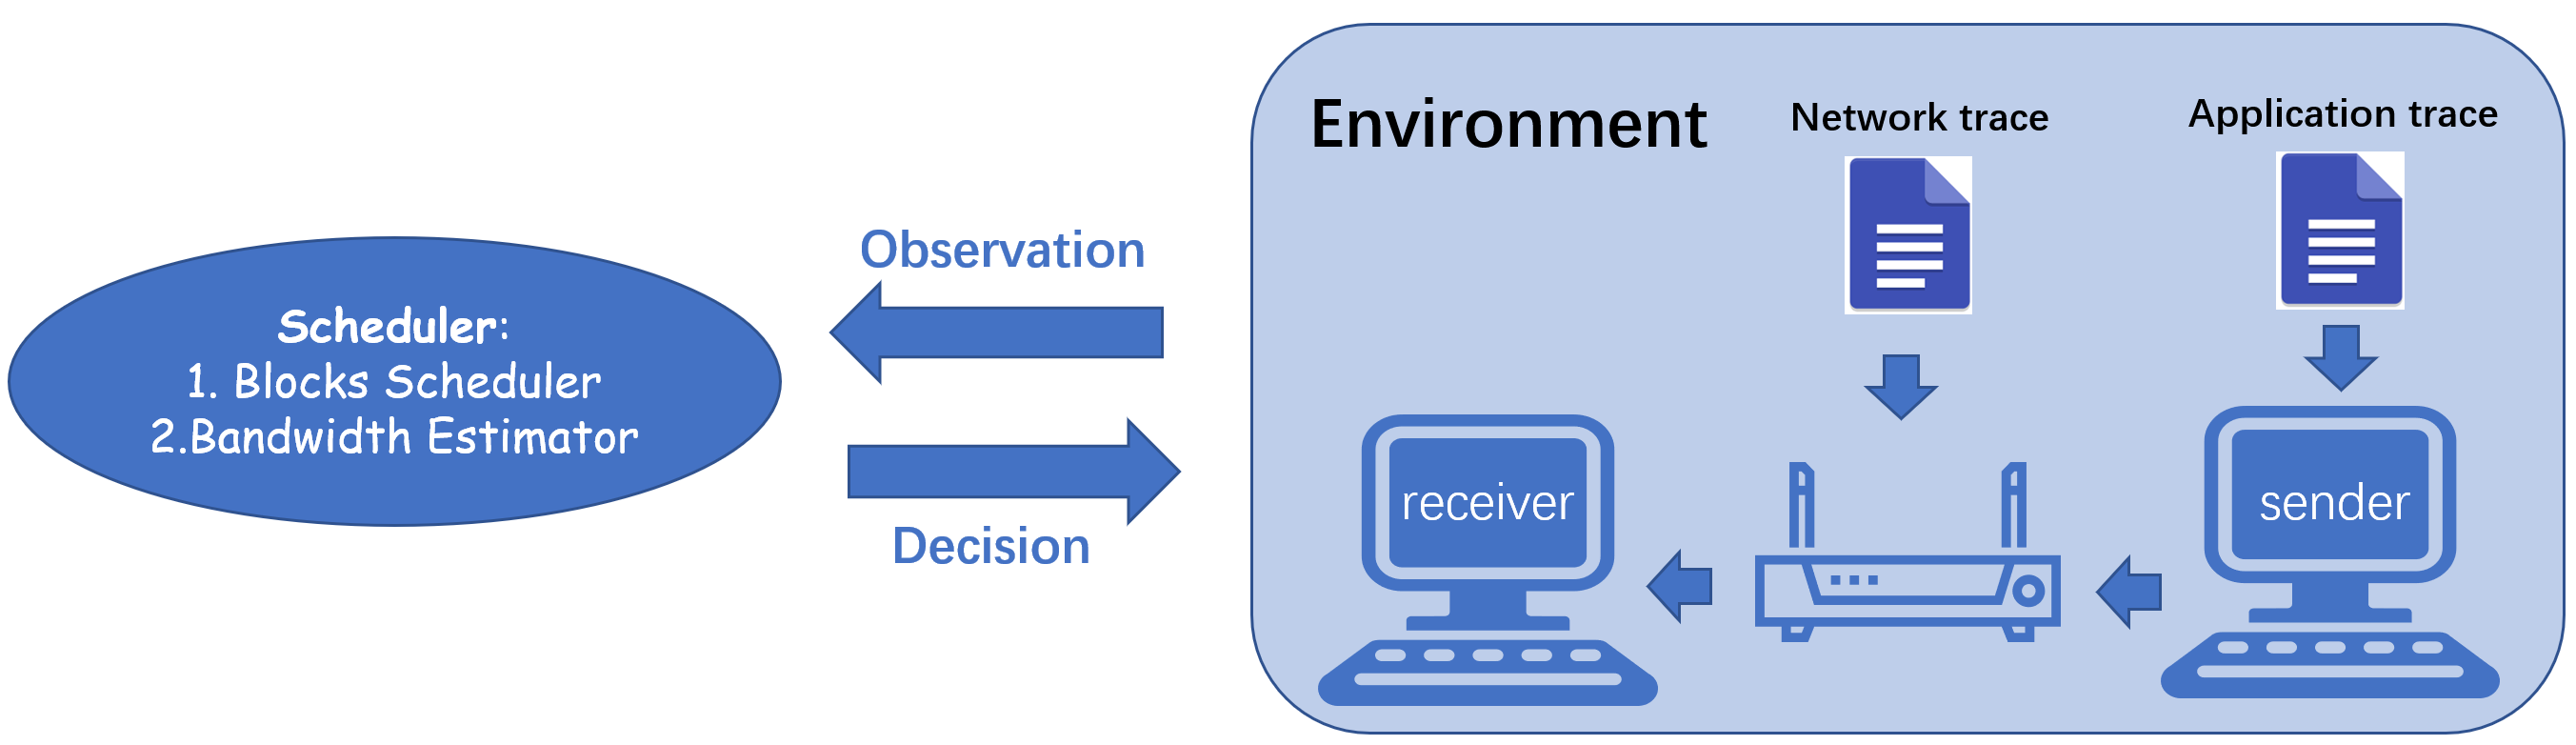 Scheduler:
1. Blocks Scheduler
2.Bandwidth Estimator
Observation
Decision
Environment
Network trace
Application trace
receiver
sender